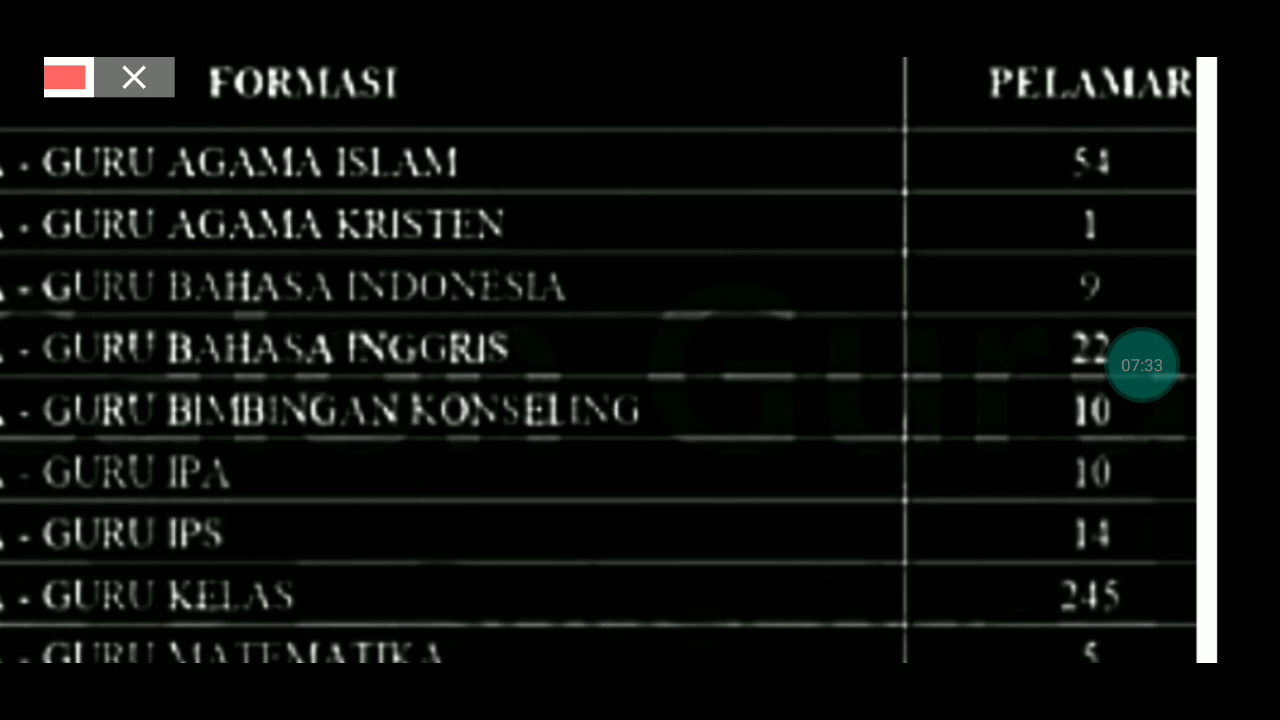 FORMASI PELAMAR
- GURU AGAMA ISLAM 54
- GURU AGAMA KRISTEN 1
- GURU BAHASA INDONESIA 9
- GURU BAHASA INGGRIS 22
07:33
- GURU BIMBINGAN KONSELING 10
- GURU IPA 10
- GURU IPS 14
- GURU KELAS 245
- GURU MATEMATIKA 5